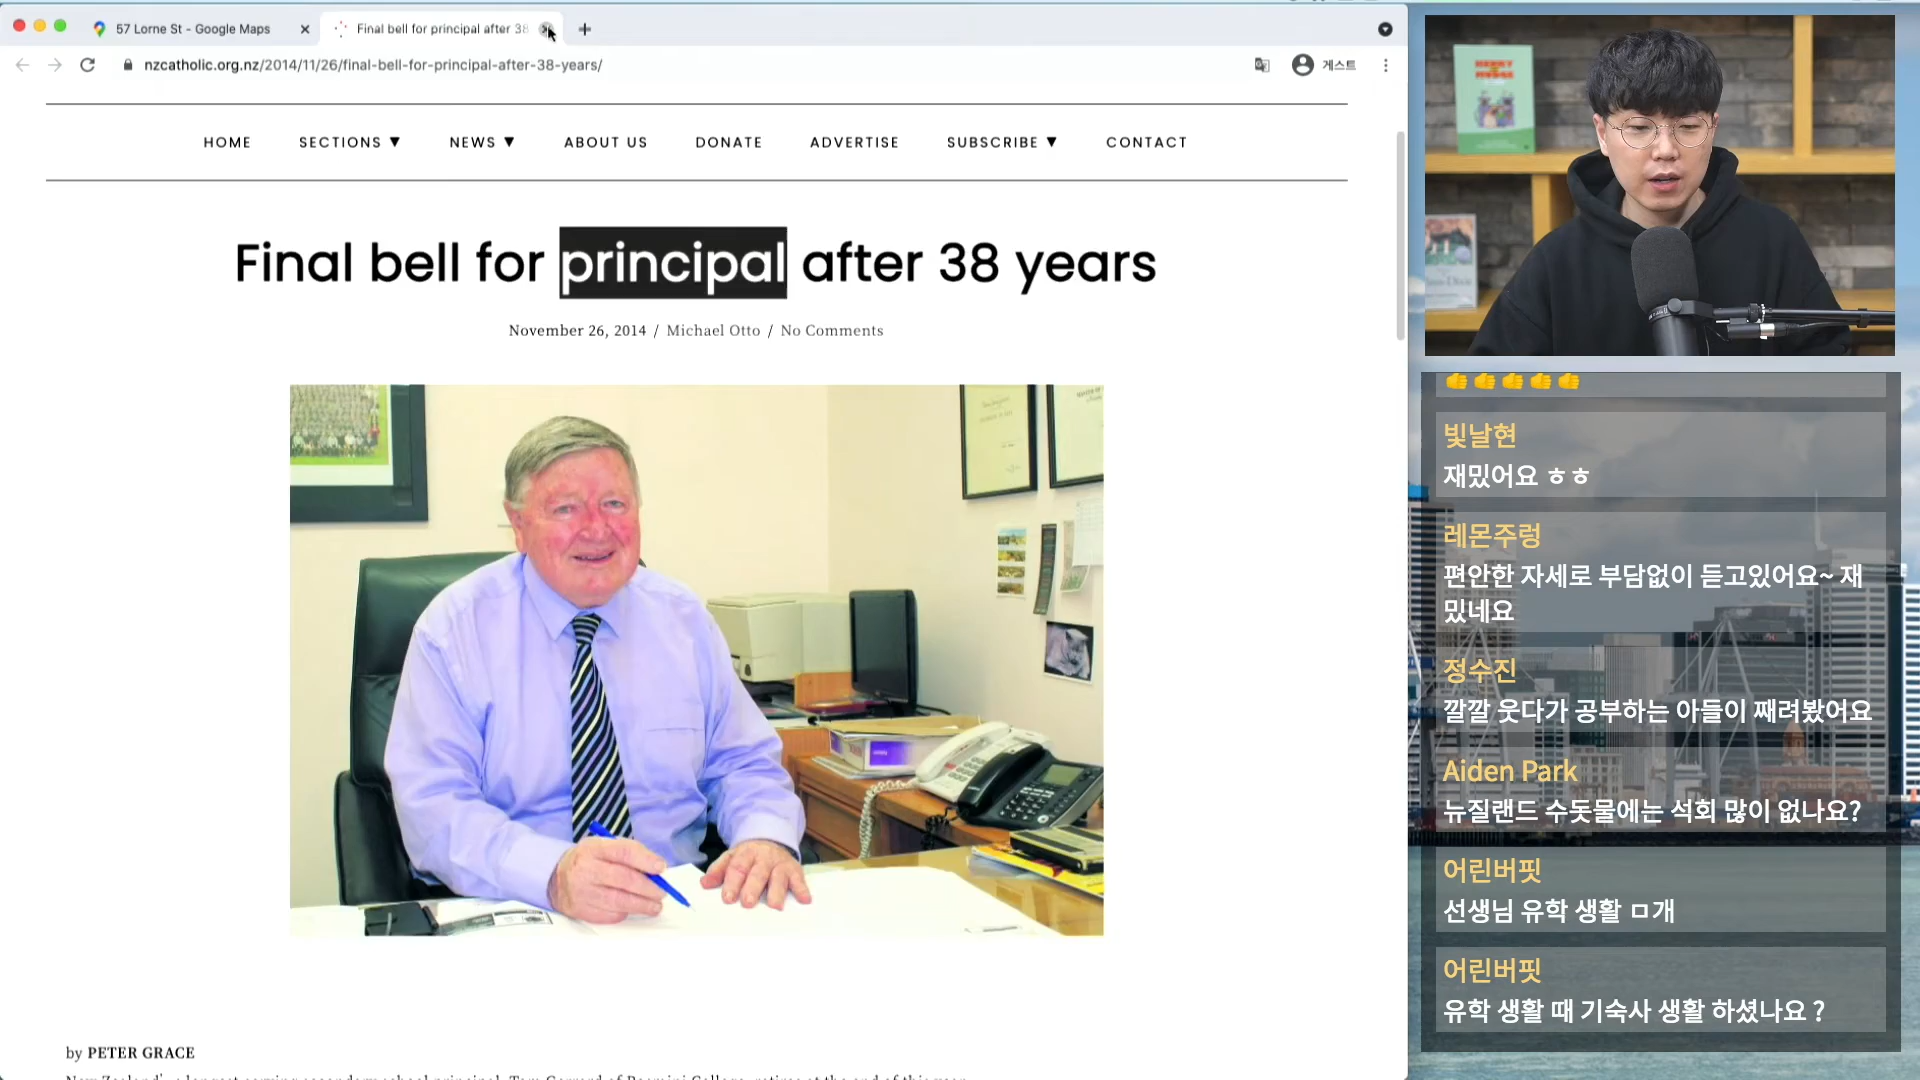 57 Lorne St - Google Maps
Final bell for principal after 38
nzcatholic.org.nz/2014/11/26/final-bell-for-principal-after-38-years/
게스트
HOME SECTIONS ▼ NEWS ▼ ABOUT US DONATE ADVERTISE SUBSCRIBE ▼ CONTACT
Final bell for principal after 38 years
November 26, 2014 / Michael Otto / No Comments
by PETER GRACE
빛날현
재밌어요 ㅎㅎ
레몬주렁
편안한 자세로 부담없이 듣고있어요~ 재
밌네요
정수진
깔깔 웃다가 공부하는 아들이 째려봤어요
Aiden Park
뉴질랜드 수돗물에는 석회 많이 없나요?
어린버핏
선생님 유학 생활 ㅁ개
어린버핏
유학 생활 때 기숙사 생활 하셨나요 ?